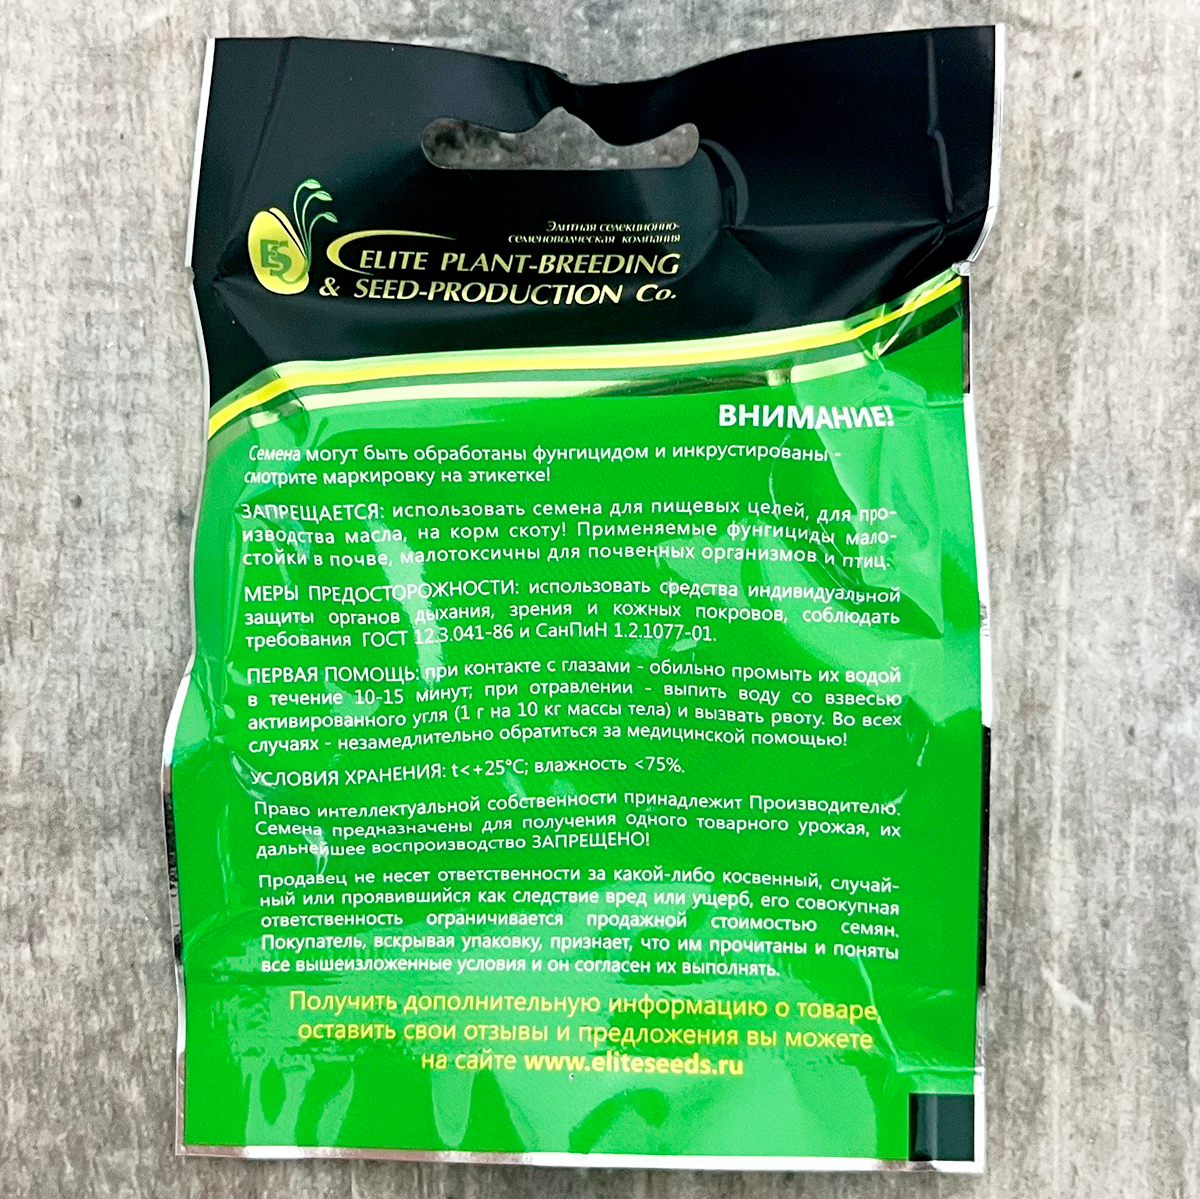 Элитная селекционно-
семеноводческая компания
ES
ELITE PLANT-BREEDING
& SEED-PRODUCTION Co.
ВНИМАНИЕ!
Семена могут быть обработаны фунгицидом и инкрустированы -
смотрите маркировку на этикетке!
ЗАПРЕЩАЕТСЯ: использовать семена для пищевых целей, для про-
изводства масла, на корм скоту! Применяемые фунгициды мало-
стойки в почве, малотоксичны для почвенных организмов и птиц.
МЕРЫ ПРЕДОСТОРОЖНОСТИ: использовать средства индивидуальной
защиты органов дыхания, зрения и кожных покровов, соблюдать
требования ГОСТ 12.3.041-86 и СанПиН 1.2.1077-01.
ПЕРВАЯ ПОМОЩЬ: при контакте с глазами - обильно промыть их водой
в течение 10-15 минут; при отравлении - выпить воду со взвесью
активированного угля (1 г на 10 кг массы тела) и вызвать рвоту. Во всех
случаях - незамедлительно обратиться за медицинской помощью!
УСЛОВИЯ ХРАНЕНИЯ: t<+25°C; влажность <75%.
Право интеллектуальной собственности принадлежит Производителю.
Семена предназначены для получения одного товарного урожая, их
дальнейшее воспроизводство ЗАПРЕЩЕНО!
Продавец не несет ответственности за какой-либо косвенный, случай-
ный или проявившийся как следствие вред или ущерб, его совокупная
ответственность ограничивается продажной стоимостью семян.
Покупатель, вскрывая упаковку, признает, что им прочитаны и поняты
все вышеизложенные условия и он согласен их выполнять.
Получить дополнительную информацию о товаре,
оставить свои отзывы и предложения вы можете
на сайте www.eliteseeds.ru